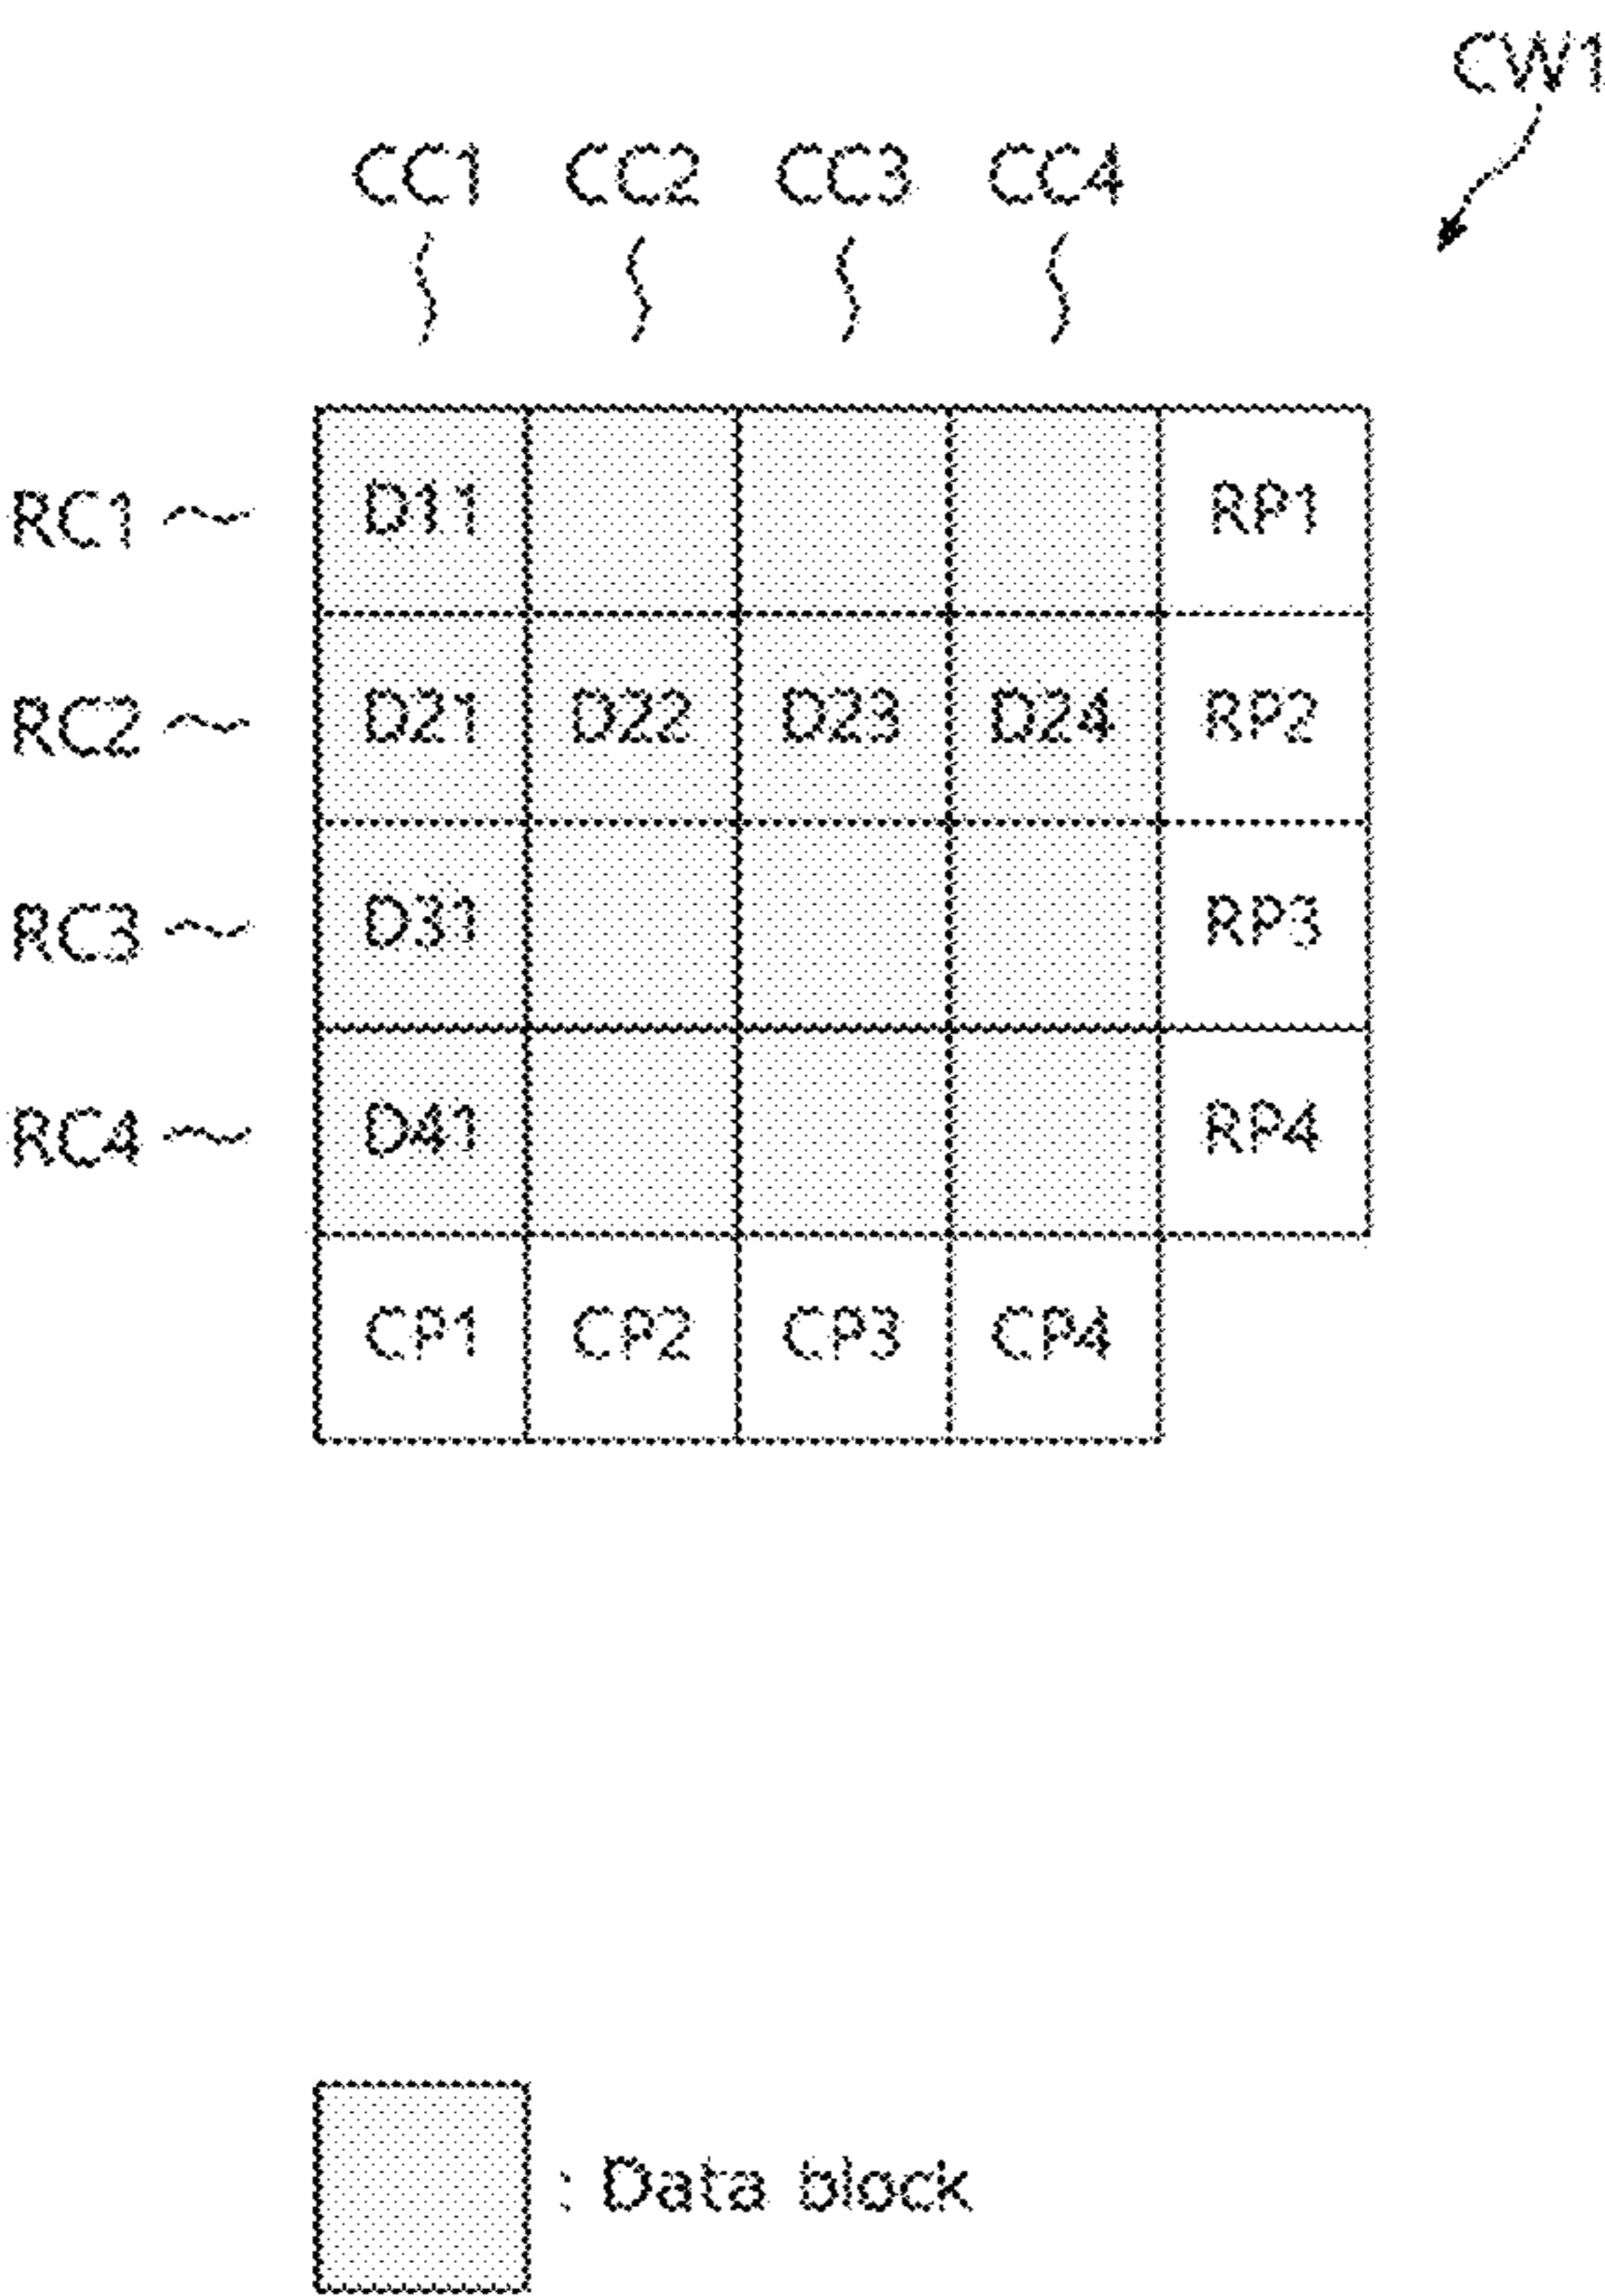 CW1
CC1 CC2 CC3 CC4
RC1 D11 RP1
RC2 D21 D22 D23 D24 RP2
RC3 D31 RP3
RC4 D41 RP4
CP1 CP2 CP3 CP4
: Data block